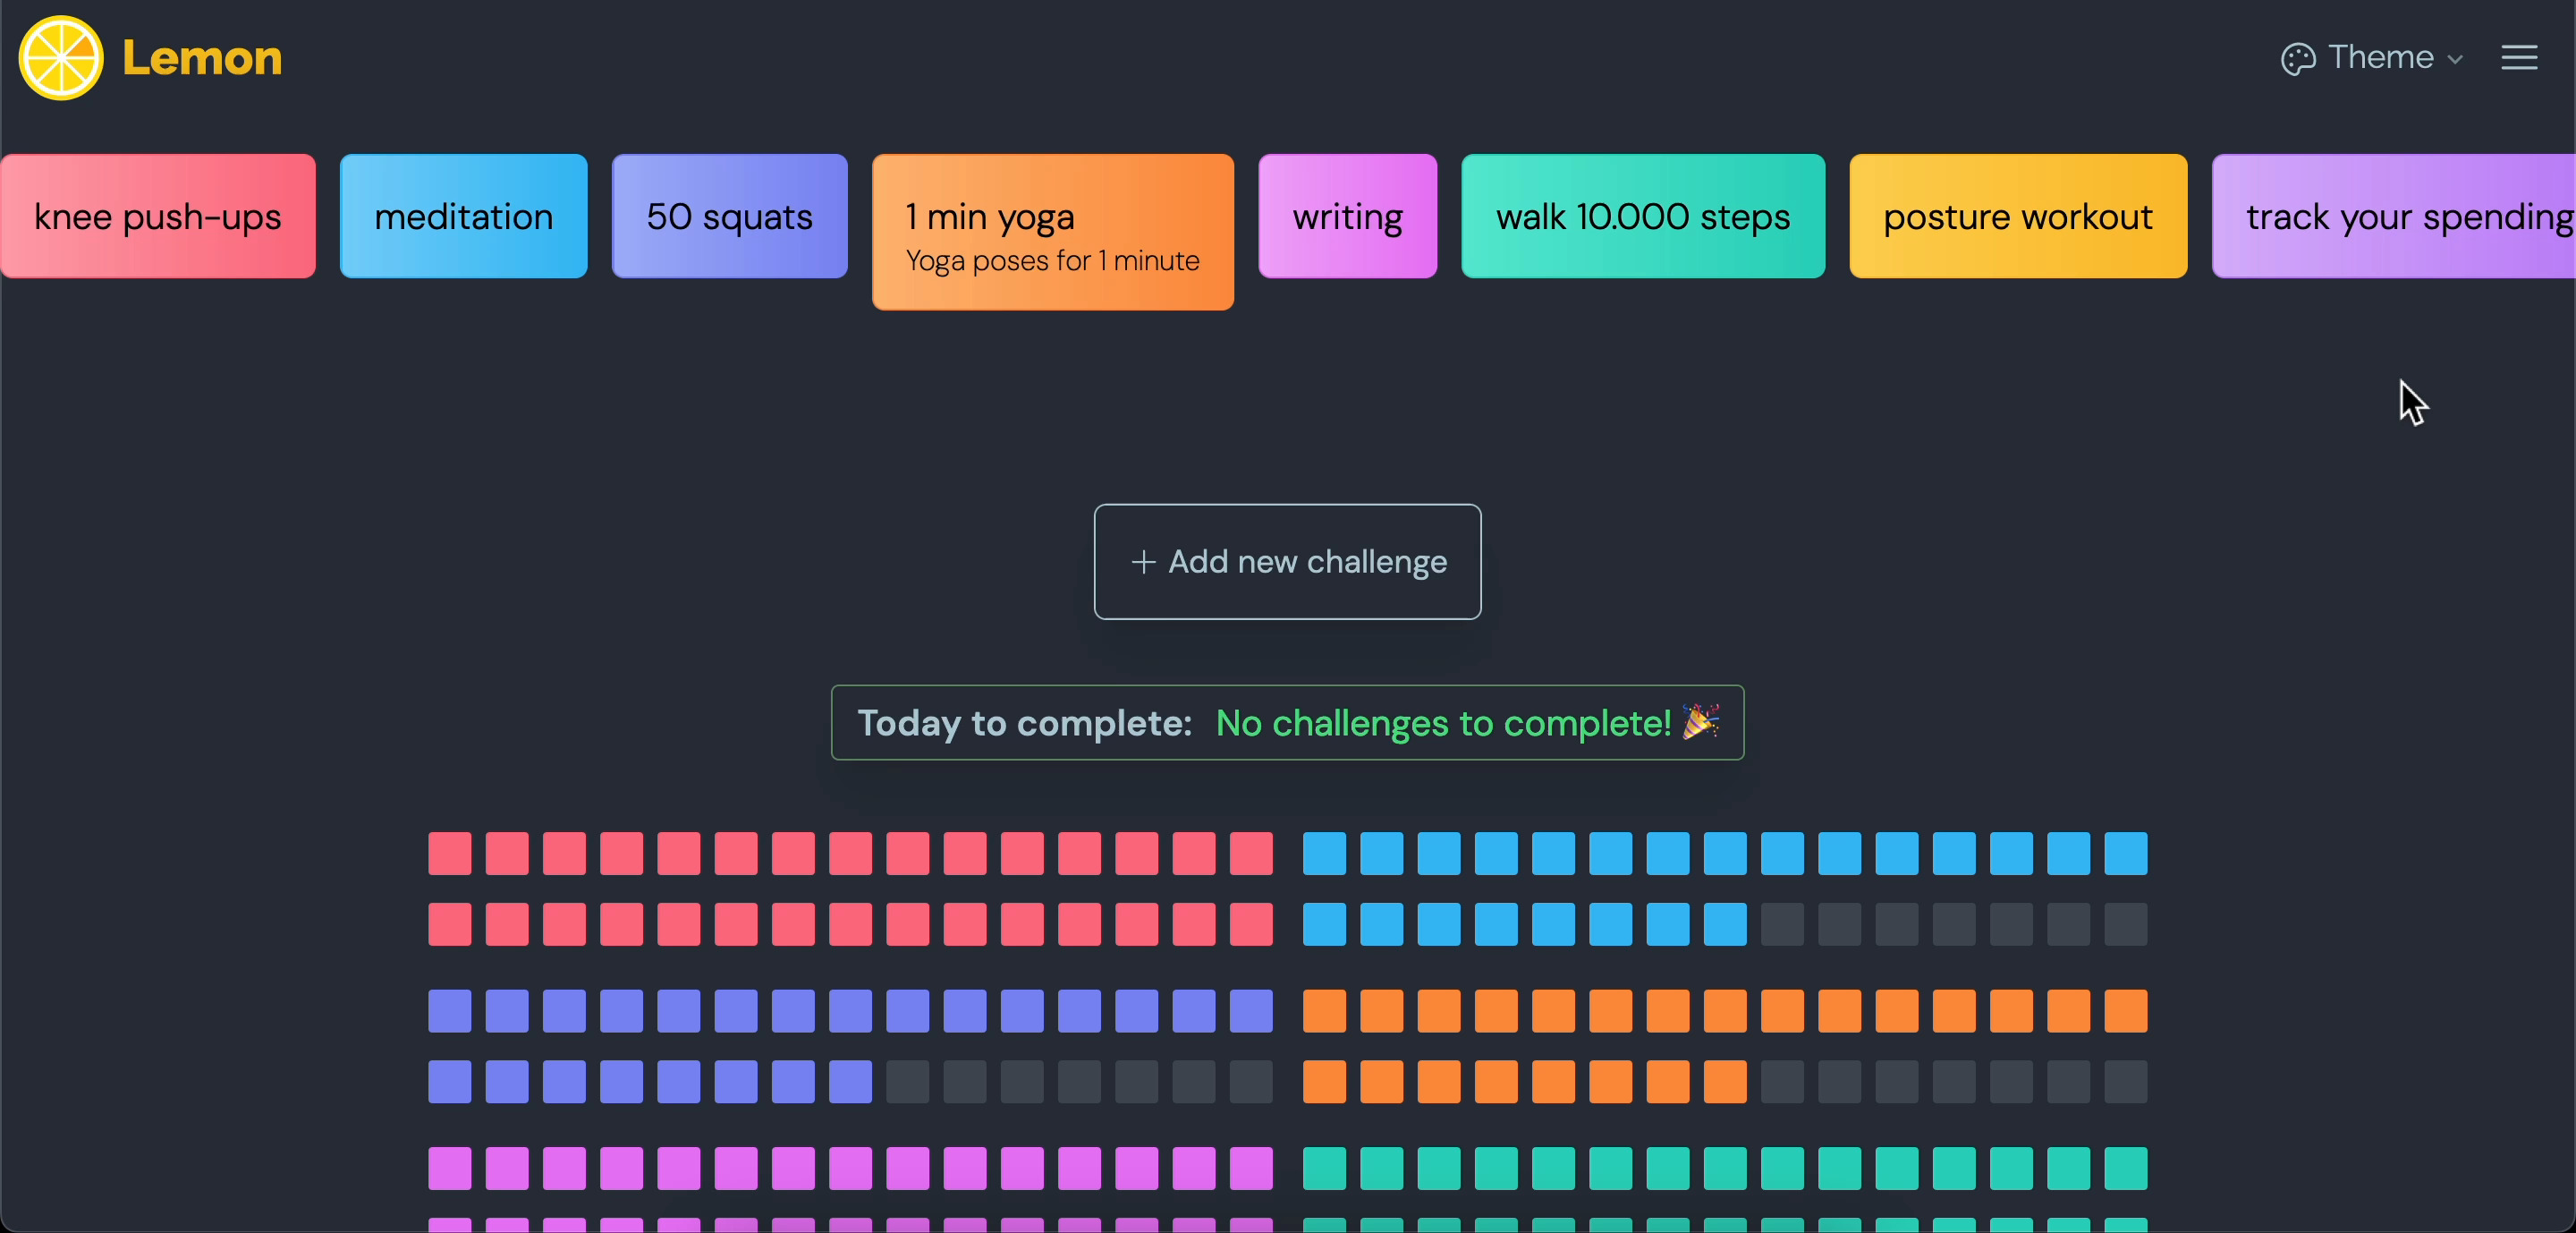 Lemon
Theme
knee push-ups
meditation
50 squats
1 min yoga
Yoga poses for 1 minute
writing
walk 10.000 steps
posture workout
track your spending
+ Add new challenge
Today to complete: No challenges to complete! 🎉